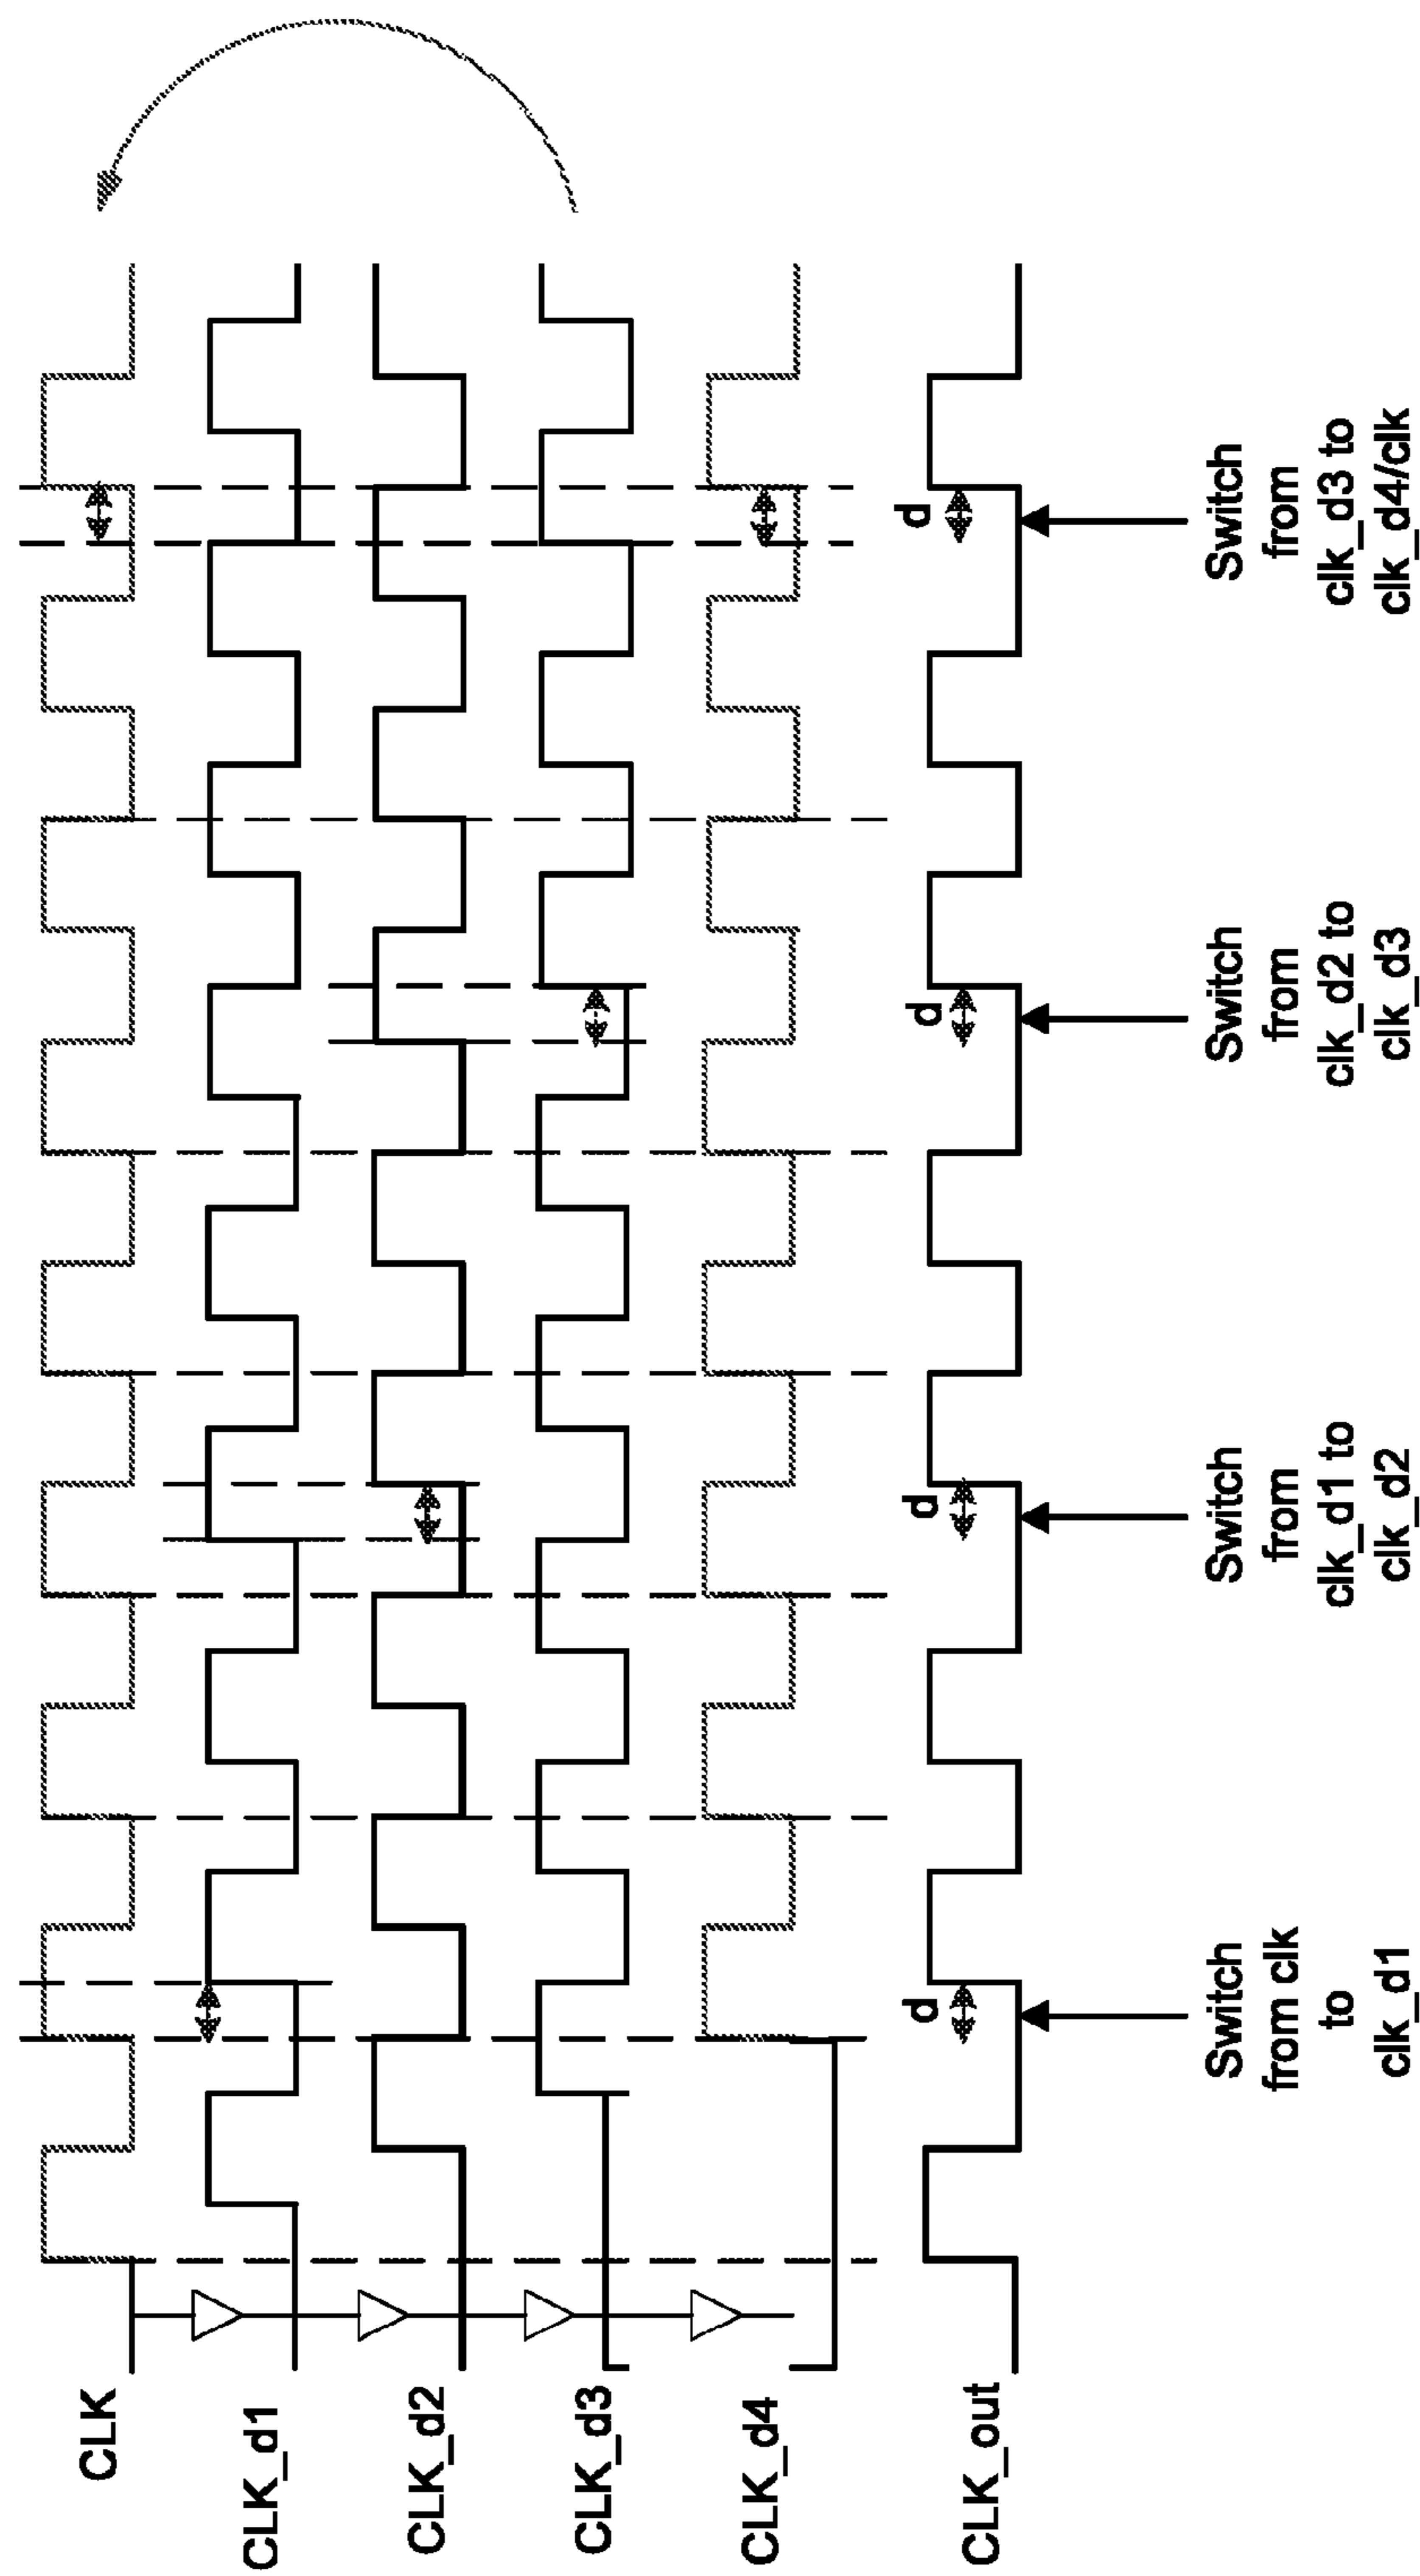 CLK
CLK_d1
CLK_d2
CLK_d3
CLK_d4
CLK_out
d
d
d
d
Switch
from clk
to
clk_d1
Switch
from
clk_d1 to
clk_d2
Switch
from
clk_d2 to
clk_d3
Switch
from
clk_d3 to
clk_d4/clk